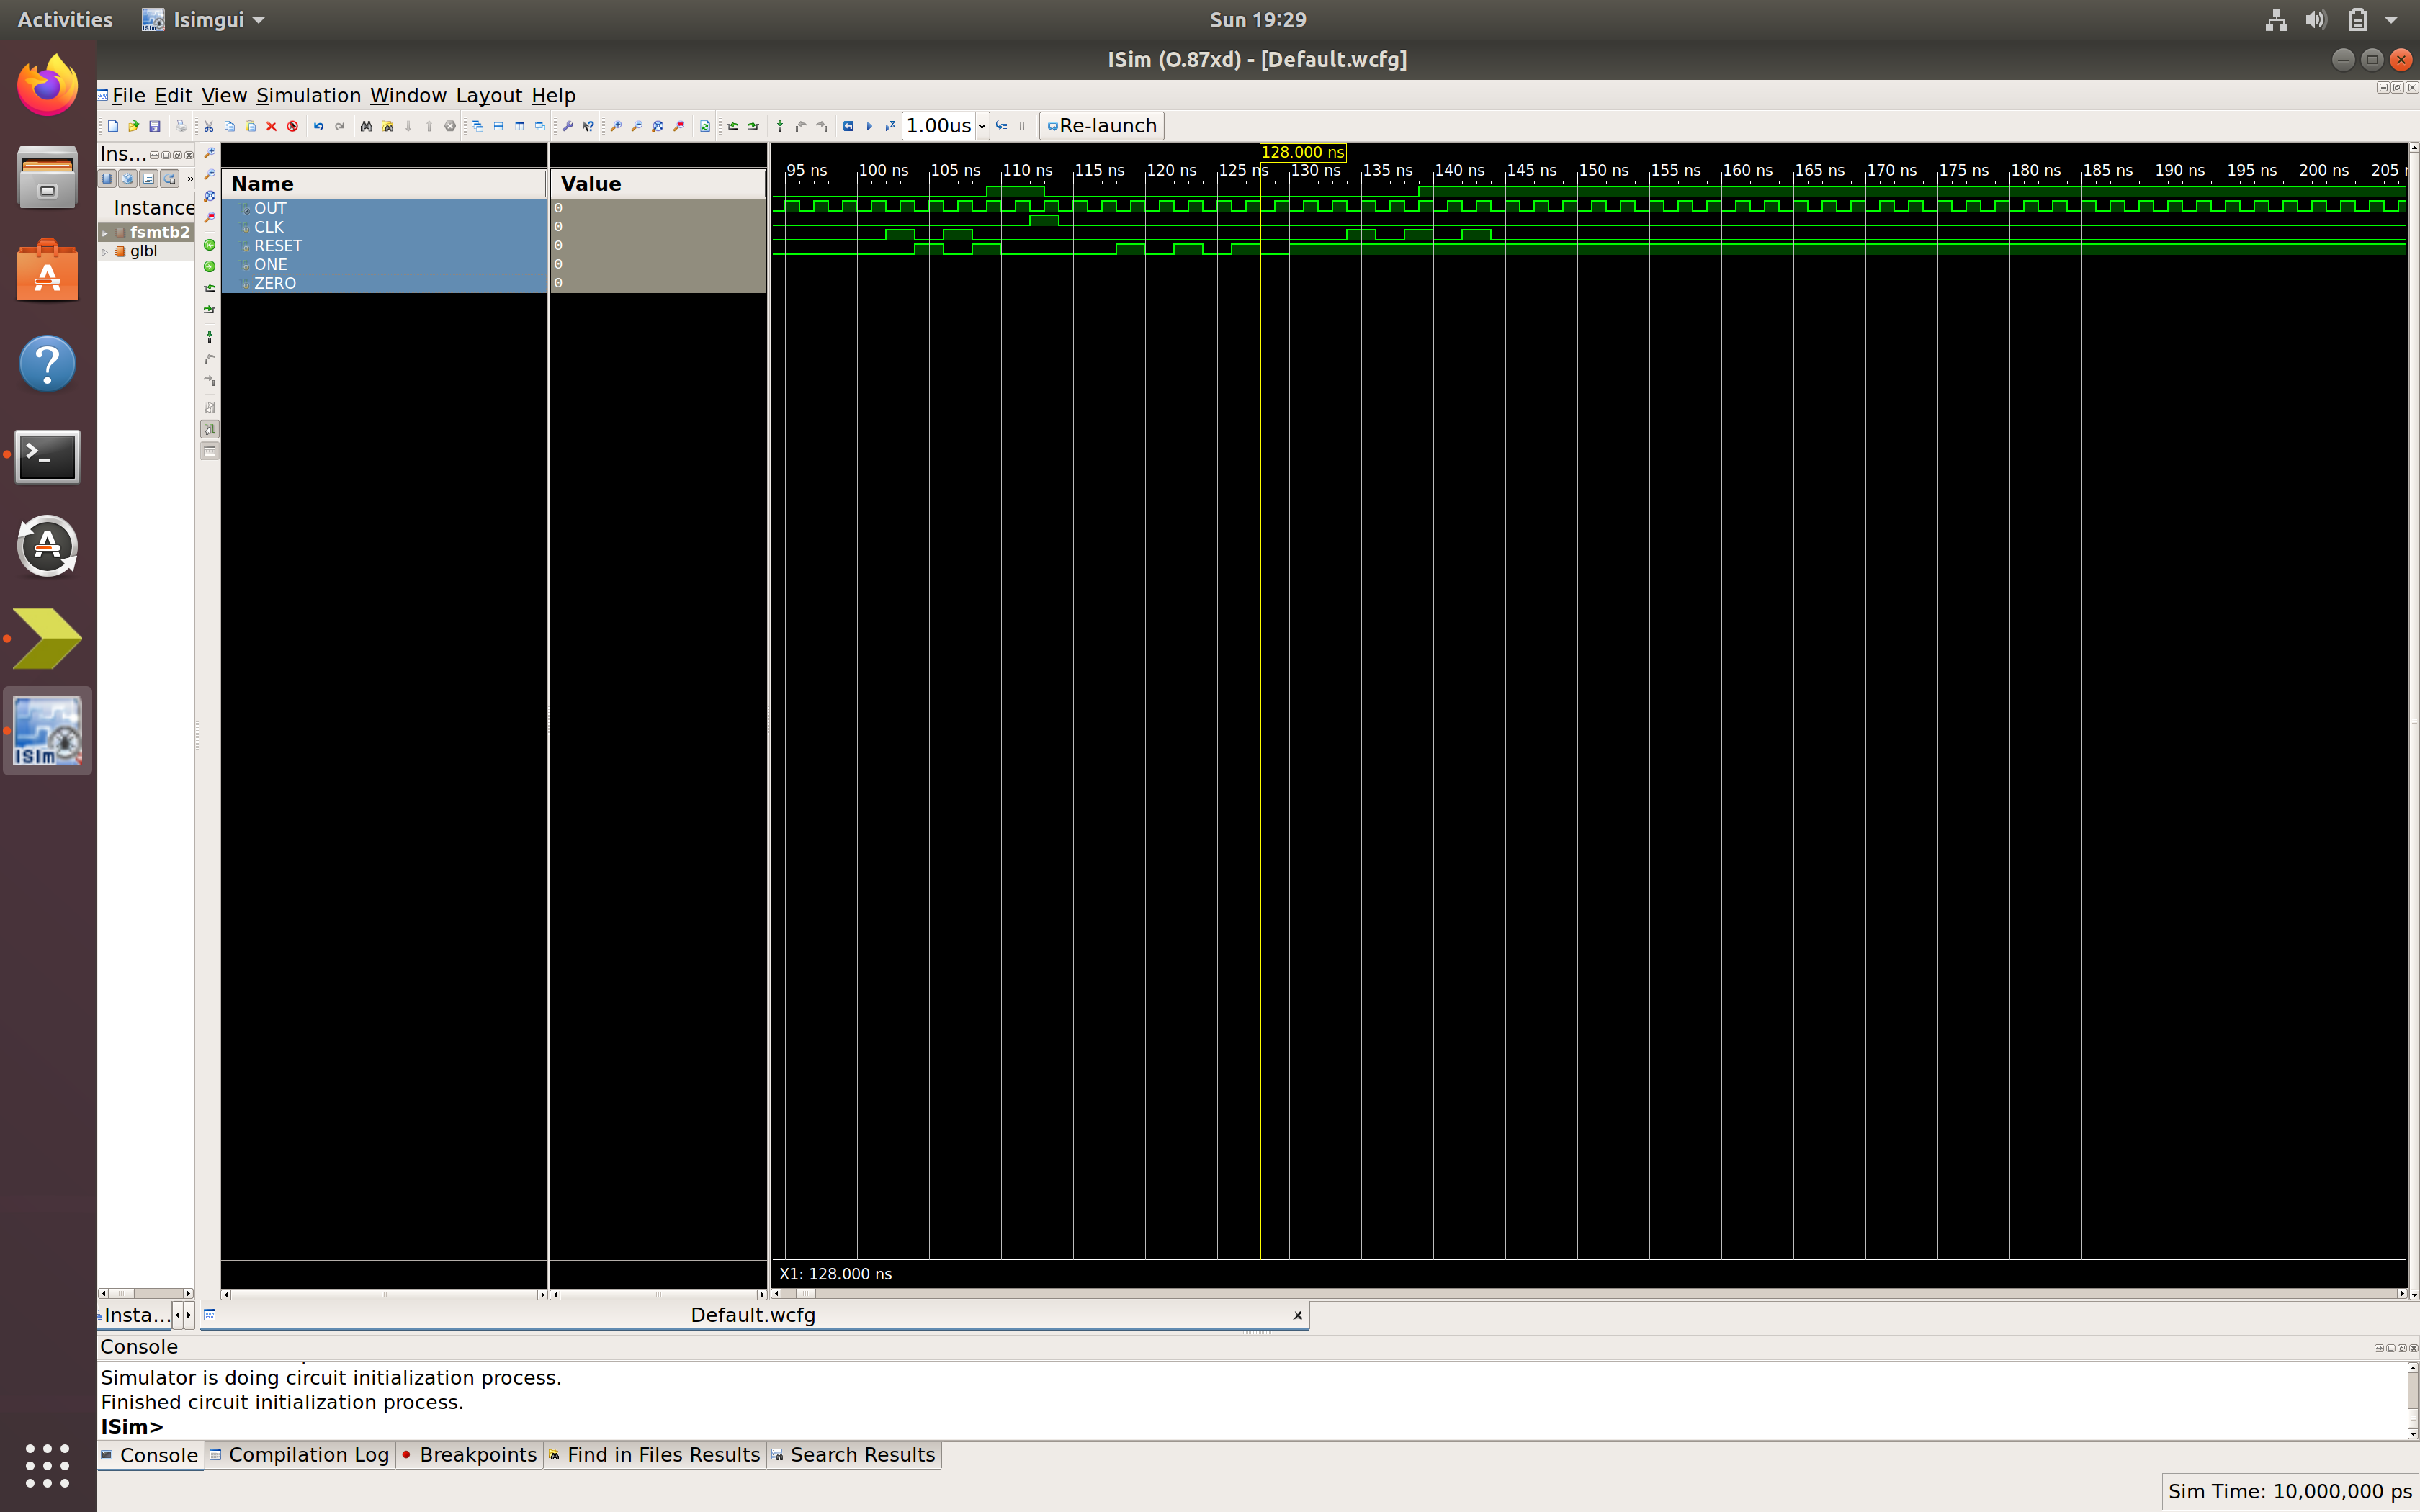 Activities Isimgui Sun 19:29
ISim (O.87xd) - [Default.wcfg]
File Edit View Simulation Window Layout Help
1.00us Re-launch
Ins...
Instance
fsmtb2
glbl
Name Value
OUT 0
CLK 0
RESET 0
ONE 0
ZERO 0
128.000 ns
95 ns 100 ns 105 ns 110 ns 115 ns 120 ns 125 ns 130 ns 135 ns 140 ns 145 ns 150 ns 155 ns 160 ns 165 ns 170 ns 175 ns 180 ns 185 ns 190 ns 195 ns 200 ns 205
X1: 128.000 ns
Insta... Default.wcfg
Console
Simulator is doing circuit initialization process.
Finished circuit initialization process.
ISim>
Console Compilation Log Breakpoints Find in Files Results Search Results
Sim Time: 10,000,000 ps
ISim